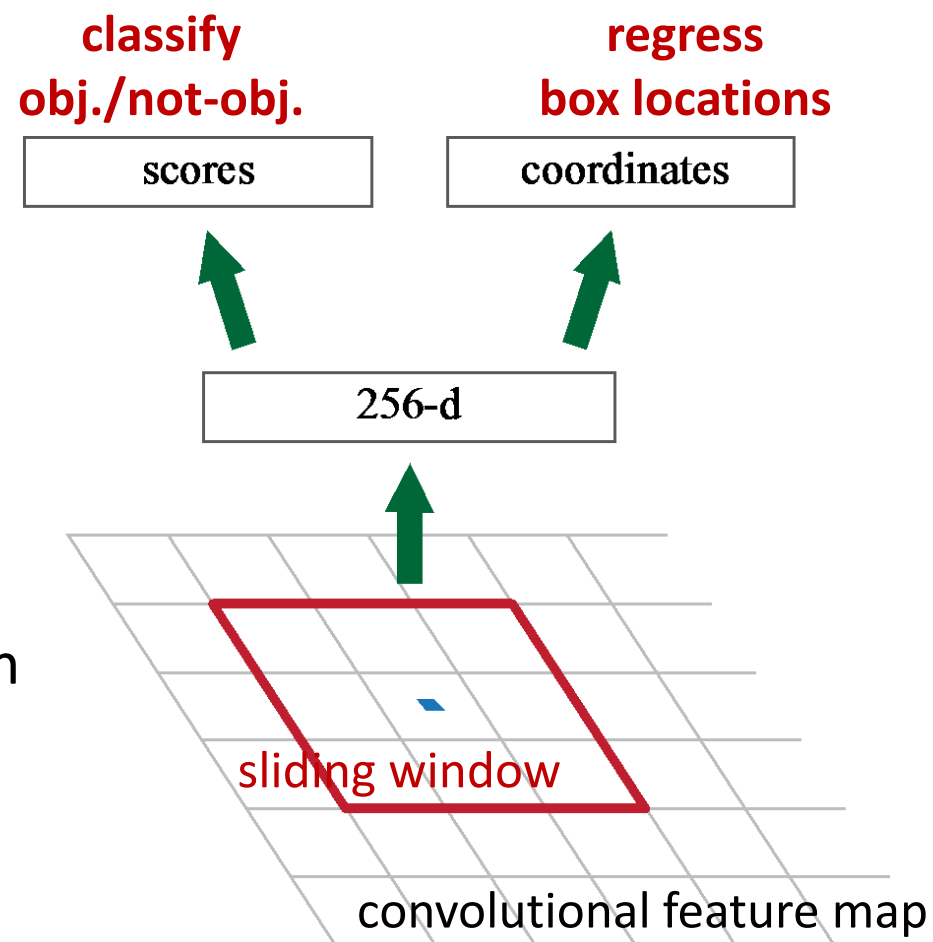 classify
obj./not-obj.
regress
box locations
scores
coordinates
256-d
n
sliding window
convolutional feature map